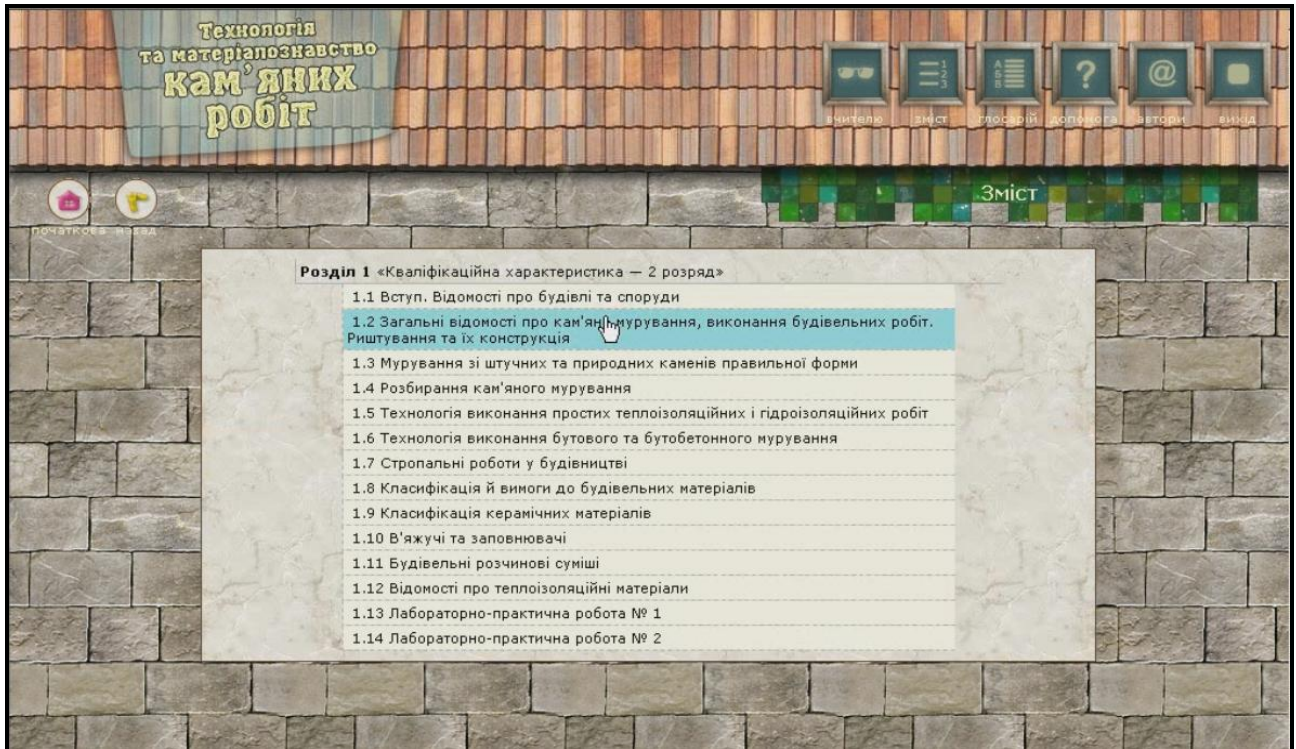 Технологія
та матеріалознавство
кам'яних
робіт
вчителю зміст глосарій допомога автори вихід
початкова назад
Зміст
Розділ 1 «Кваліфікаційна характеристика — 2 розряд»
1.1 Вступ. Відомості про будівлі та споруди
1.2 Загальні відомості про кам'яні мурування, виконання будівельних робіт.
Риштування та їх конструкція
1.3 Мурування зі штучних та природних каменів правильної форми
1.4 Розбирання кам'яного мурування
1.5 Технологія виконання простих теплоізоляційних і гідроізоляційних робіт
1.6 Технологія виконання бутового та бутобетонного мурування
1.7 Стропальні роботи у будівництві
1.8 Класифікація й вимоги до будівельних матеріалів
1.9 Класифікація керамічних матеріалів
1.10 В'яжучі та заповнювачі
1.11 Будівельні розчинові суміші
1.12 Відомості про теплоізоляційні матеріали
1.13 Лабораторно-практична робота № 1
1.14 Лабораторно-практична робота № 2